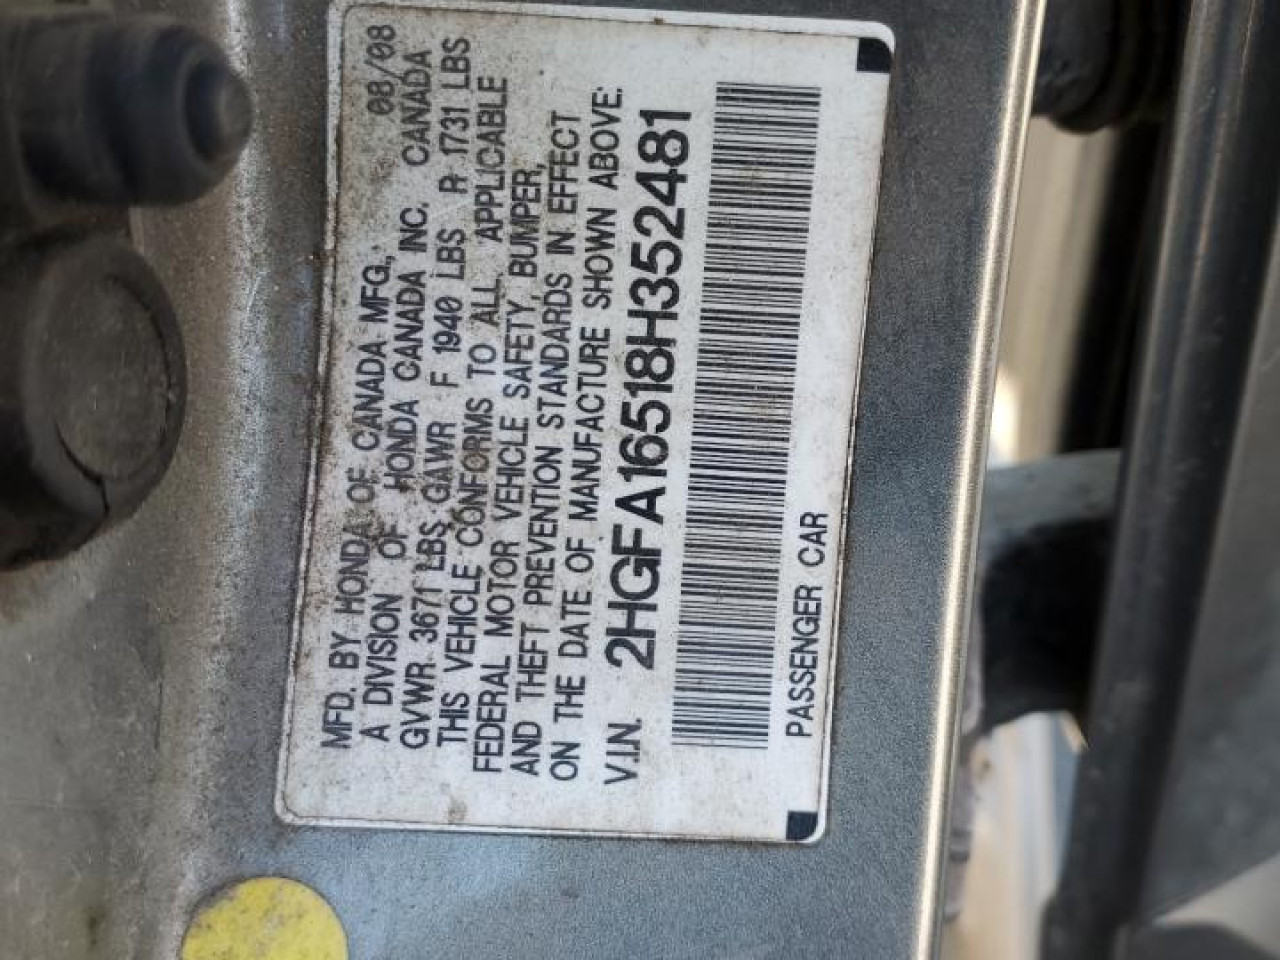 MFD. BY HONDA OF CANADA MFG., 08/08
A DIVISION OF HONDA CANADA INC. CANADA
GVWR 3671 LBS GAWR F 1940 LBS R 1731 LBS
THIS VEHICLE CONFORMS TO ALL APPLICABLE
FEDERAL MOTOR VEHICLE SAFETY, BUMPER,
AND THEFT PREVENTION STANDARDS IN EFFECT
ON THE DATE OF MANUFACTURE SHOWN ABOVE.
V.I.N. 2HGFA16518H352481
PASSENGER CAR